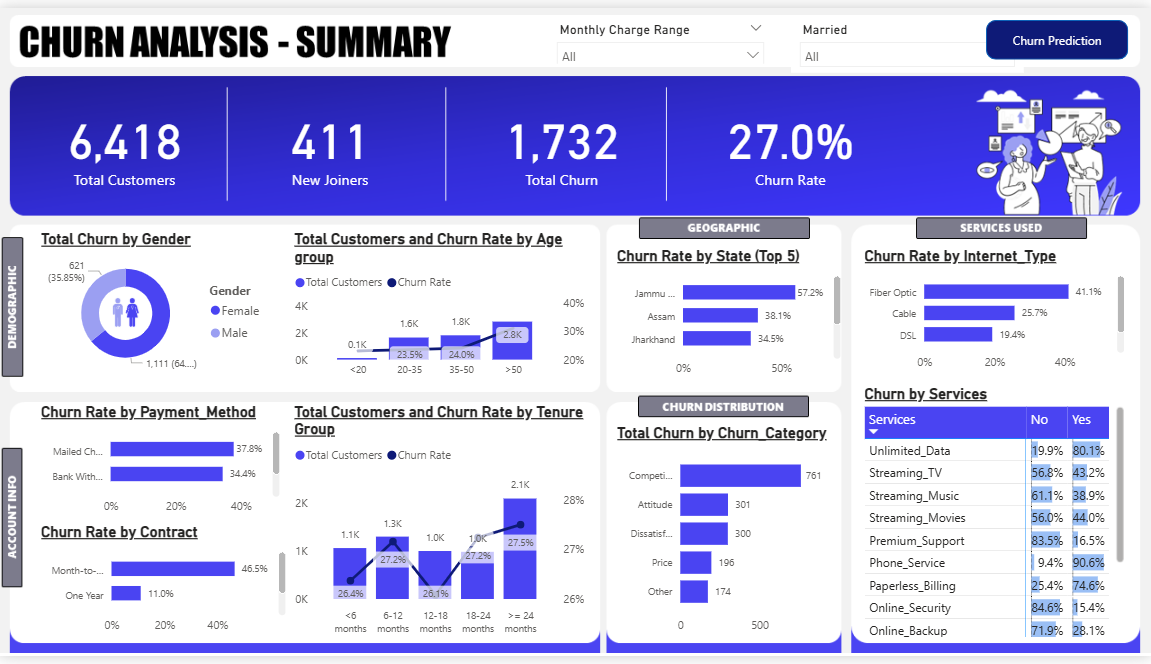 CHURN ANALYSIS - SUMMARY
Monthly Charge Range
All
Married
All
Churn Prediction
6,418
Total Customers
411
New Joiners
1,732
Total Churn
27.0%
Churn Rate
DEMOGRAPHIC
Total Churn by Gender
621
(35.85%)
1,111 (64....)
Gender
Female
Male
Total Customers and Churn Rate by Age
group
Total Customers Churn Rate
4K
2K
0K
0.1K
1.6K
1.8K
2.8K
23.5%
24.0%
40%
30%
20%
<20
20-35
35-50
>50
GEOGRAPHIC
Churn Rate by State (Top 5)
Jammu ... 57.2%
Assam 38.1%
Jharkhand 34.5%
0% 50%
SERVICES USED
Churn Rate by Internet_Type
Fiber Optic 41.1%
Cable 25.7%
DSL 19.4%
0% 20% 40%
ACCOUNT INFO
Churn Rate by Payment_Method
Mailed Ch... 37.8%
Bank With... 34.4%
0% 20% 40%
Churn Rate by Contract
Month-to-... 46.5%
One Year 11.0%
0% 20% 40%
Total Customers and Churn Rate by Tenure
Group
Total Customers Churn Rate
2K
1K
0K
1.1K
1.3K
1.0K
1.0K
2.1K
26.4%
27.2%
26.1%
27.2%
27.5%
28%
27%
26%
<6
months
6-12
months
12-18
months
18-24
months
>= 24
months
CHURN DISTRIBUTION
Total Churn by Churn_Category
Competi... 761
Attitude 301
Dissatisf... 300
Price 196
Other 174
0 500
Churn by Services
Services No Yes
Unlimited_Data 19.9% 80.1%
Streaming_TV 56.8% 43.2%
Streaming_Music 61.1% 38.9%
Streaming_Movies 56.0% 44.0%
Premium_Support 83.5% 16.5%
Phone_Service 9.4% 90.6%
Paperless_Billing 25.4% 74.6%
Online_Security 84.6% 15.4%
Online_Backup 71.9% 28.1%